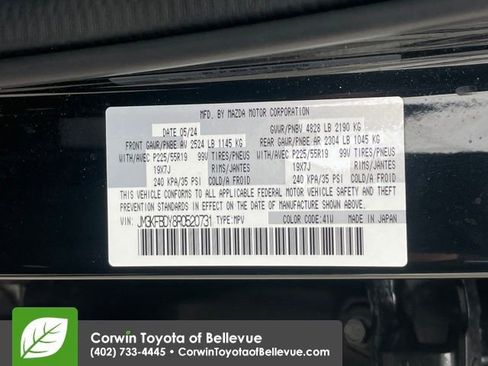 MFD. BY MAZDA MOTOR CORPORATION
DATE 05/24 GVWR/PNBV 4828 LB 2190 KG
FRONT GAWR/PNBE AV 2524 LB 1145 KG REAR GAWR/PNBE AR 2304 LB 1045 KG
WITH/AVEC P225/55R19 99V TIRES/PNEUS WITH/AVEC P225/55R19 99V TIRES/PNEUS
19X7J RIMS/JANTES 19X7J RIMS/JANTES
240 KPA/35 PSI COLD/A FROID 240 KPA/35 PSI COLD/A FROID
THIS VEHICLE CONFORMS TO ALL APPLICABLE FEDERAL MOTOR VEHICLE SAFETY, BUMPER, AND THEFT
PREVENTION STANDARDS IN EFFECT ON THE DATE OF MANUFACTURE SHOWN ABOVE.
VIN: JM3KFBDY8R0520731 TYPE:MPV COLOR CODE:41W MADE IN JAPAN
Corwin Toyota of Bellevue
(402) 733-4445 • CorwinToyotaofBellevue.com